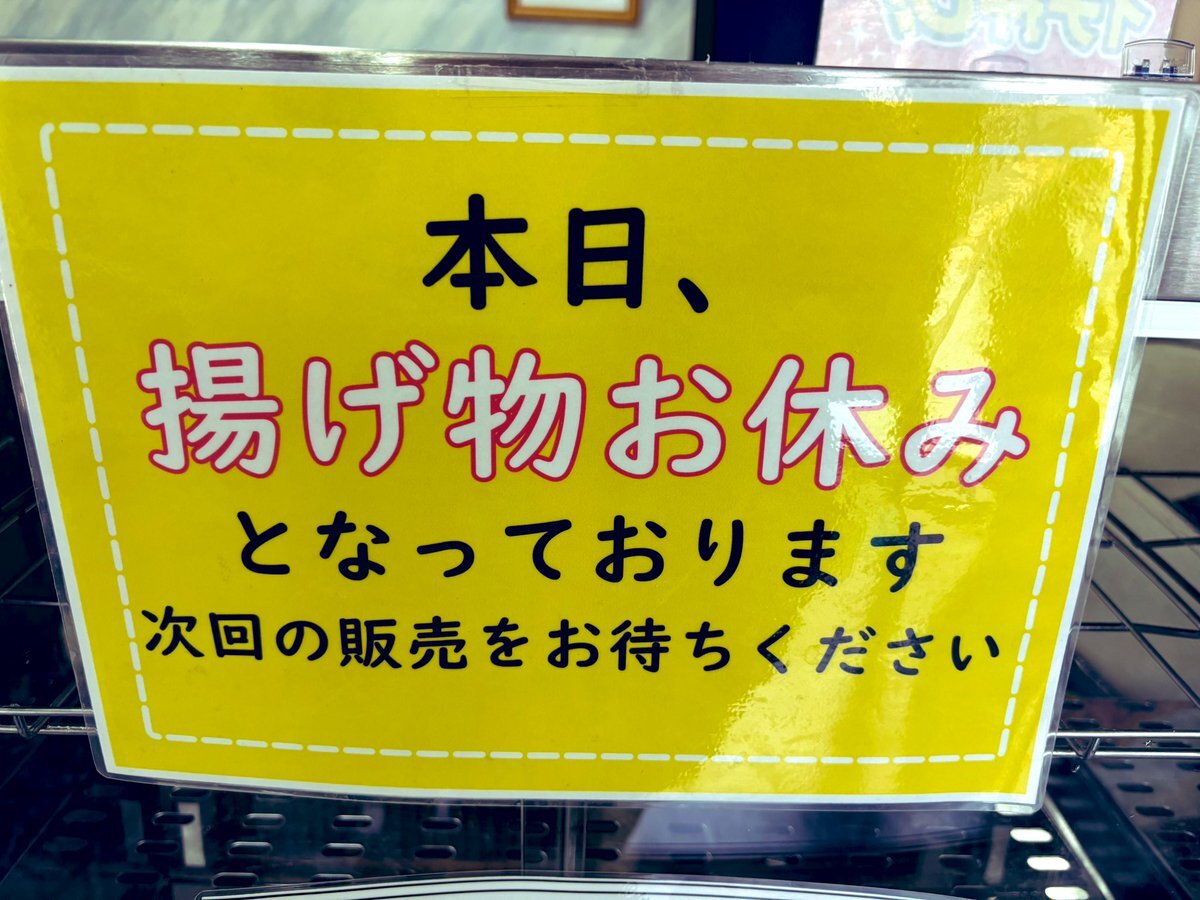 本日、
揚げ物お休み
となっております
次回の販売をお待ちください